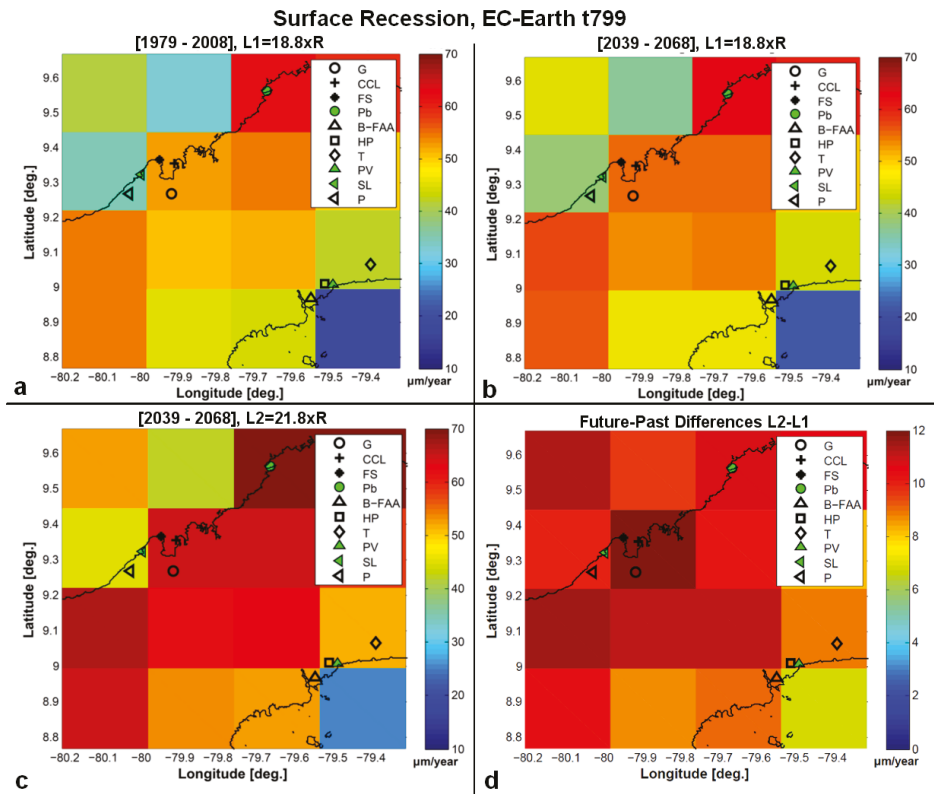 Surface Recession, EC-Earth t799
[1979 - 2008], L1=18.8xR
Latitude [deg.]
9.6
9.5
9.4
9.3
9.2
9.1
9
8.9
8.8
−80.2 −80.1 −80 −79.9 −79.8 −79.7 −79.6 −79.5 −79.4
Longitude [deg.]
G
CCL
FS
Pb
B−FAA
HP
T
PV
SL
P
70
60
50
40
30
20
10
µm/year
a
[2039 - 2068], L1=18.8xR
Latitude [deg.]
9.6
9.5
9.4
9.3
9.2
9.1
9
8.9
8.8
−80.2 −80.1 −80 −79.9 −79.8 −79.7 −79.6 −79.5 −79.4
Longitude [deg.]
G
CCL
FS
Pb
B−FAA
HP
T
PV
SL
P
70
60
50
40
30
20
10
µm/year
b
[2039 - 2068], L2=21.8xR
Latitude [deg.]
9.6
9.5
9.4
9.3
9.2
9.1
9
8.9
8.8
−80.2 −80.1 −80 −79.9 −79.8 −79.7 −79.6 −79.5 −79.4
Longitude [deg.]
G
CCL
FS
Pb
B−FAA
HP
T
PV
SL
P
70
60
50
40
30
20
10
µm/year
c
Future-Past Differences L2-L1
Latitude [deg.]
9.6
9.5
9.4
9.3
9.2
9.1
9
8.9
8.8
−80.2 −80.1 −80 −79.9 −79.8 −79.7 −79.6 −79.5 −79.4
Longitude [deg.]
G
CCL
FS
Pb
B−FAA
HP
T
PV
SL
P
12
10
8
6
4
2
0
µm/year
d